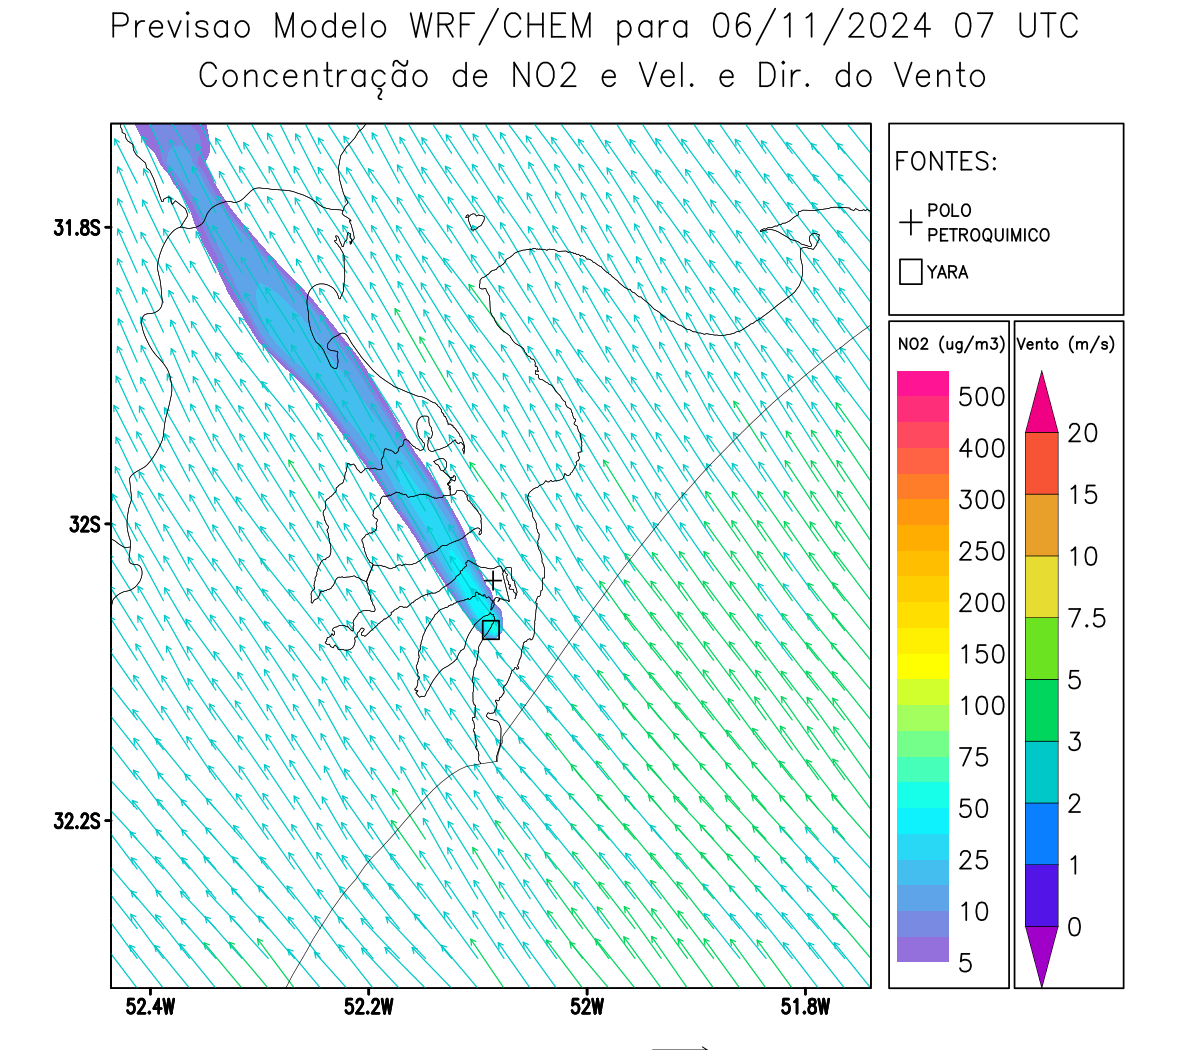 Previsao Modelo WRF/CHEM para 06/11/2024 07 UTC
Concentração de NO2 e Vel. e Dir. do Vento
FONTES:
POLO
PETROQUIMICO
YARA
NO2 (ug/m3)
500
400
300
250
200
150
100
75
50
25
10
5
Vento (m/s)
20
15
10
7.5
5
3
2
1
0
31.8S
32S
32.2S
52.4W
52.2W
52W
51.8W